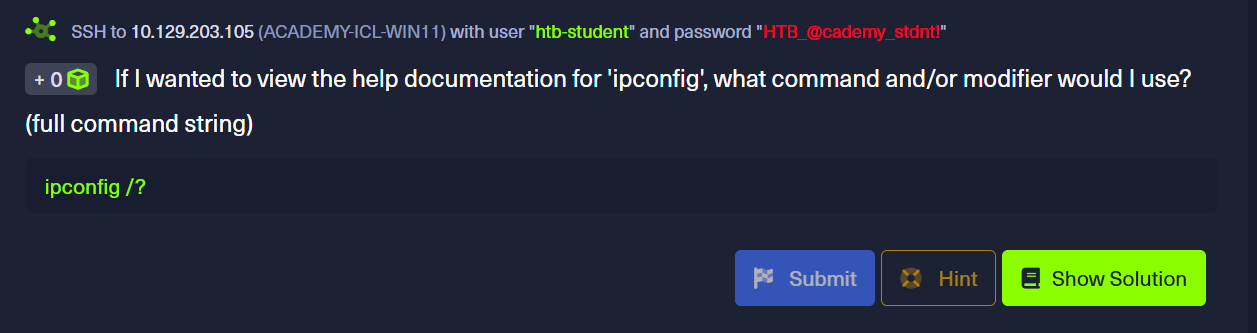 SSH to 10.129.203.105 (ACADEMY-ICL-WIN11) with user "htb-student" and password "HTB_@cademy_stdnt!"
+ 0 If I wanted to view the help documentation for 'ipconfig', what command and/or modifier would I use?
(full command string)
ipconfig /?
Submit Hint Show Solution